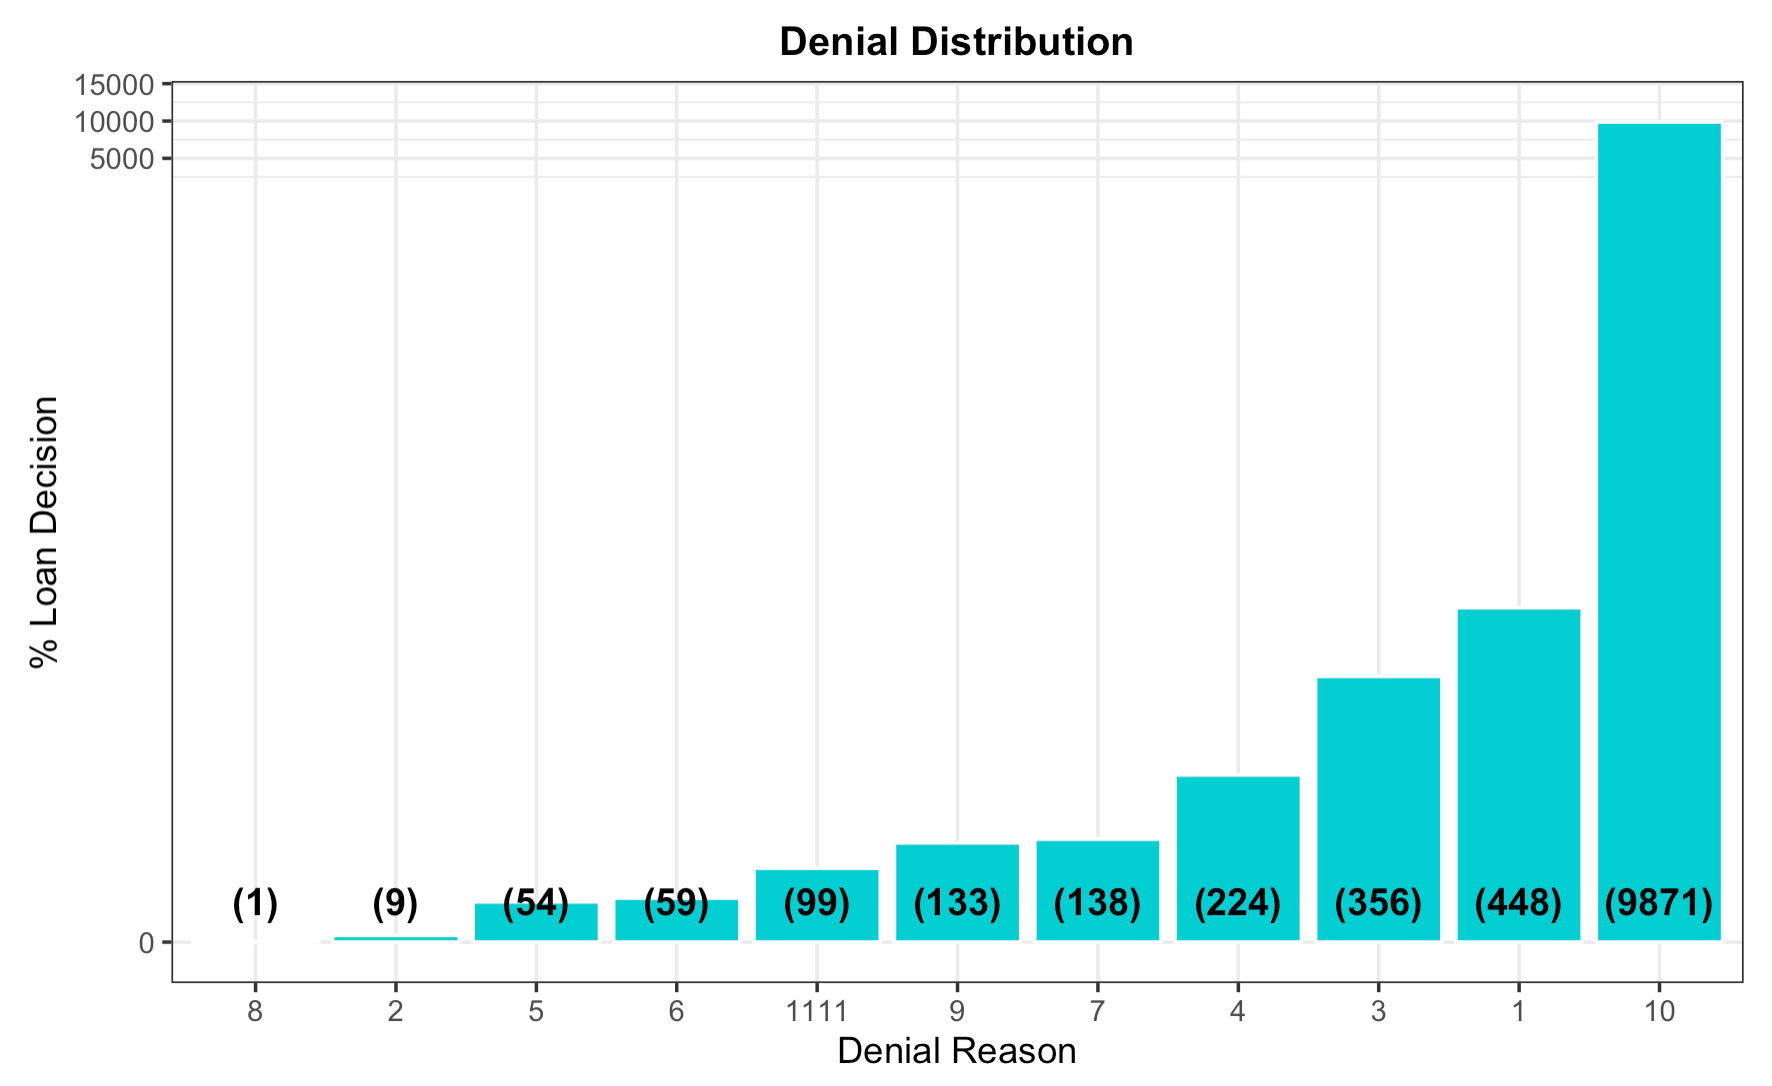 Denial Distribution
15000
10000
5000
0
% Loan Decision
(1) (9) (54) (59) (99) (133) (138) (224) (356) (448) (9871)
8 2 5 6 1111 9 7 4 3 1 10
Denial Reason